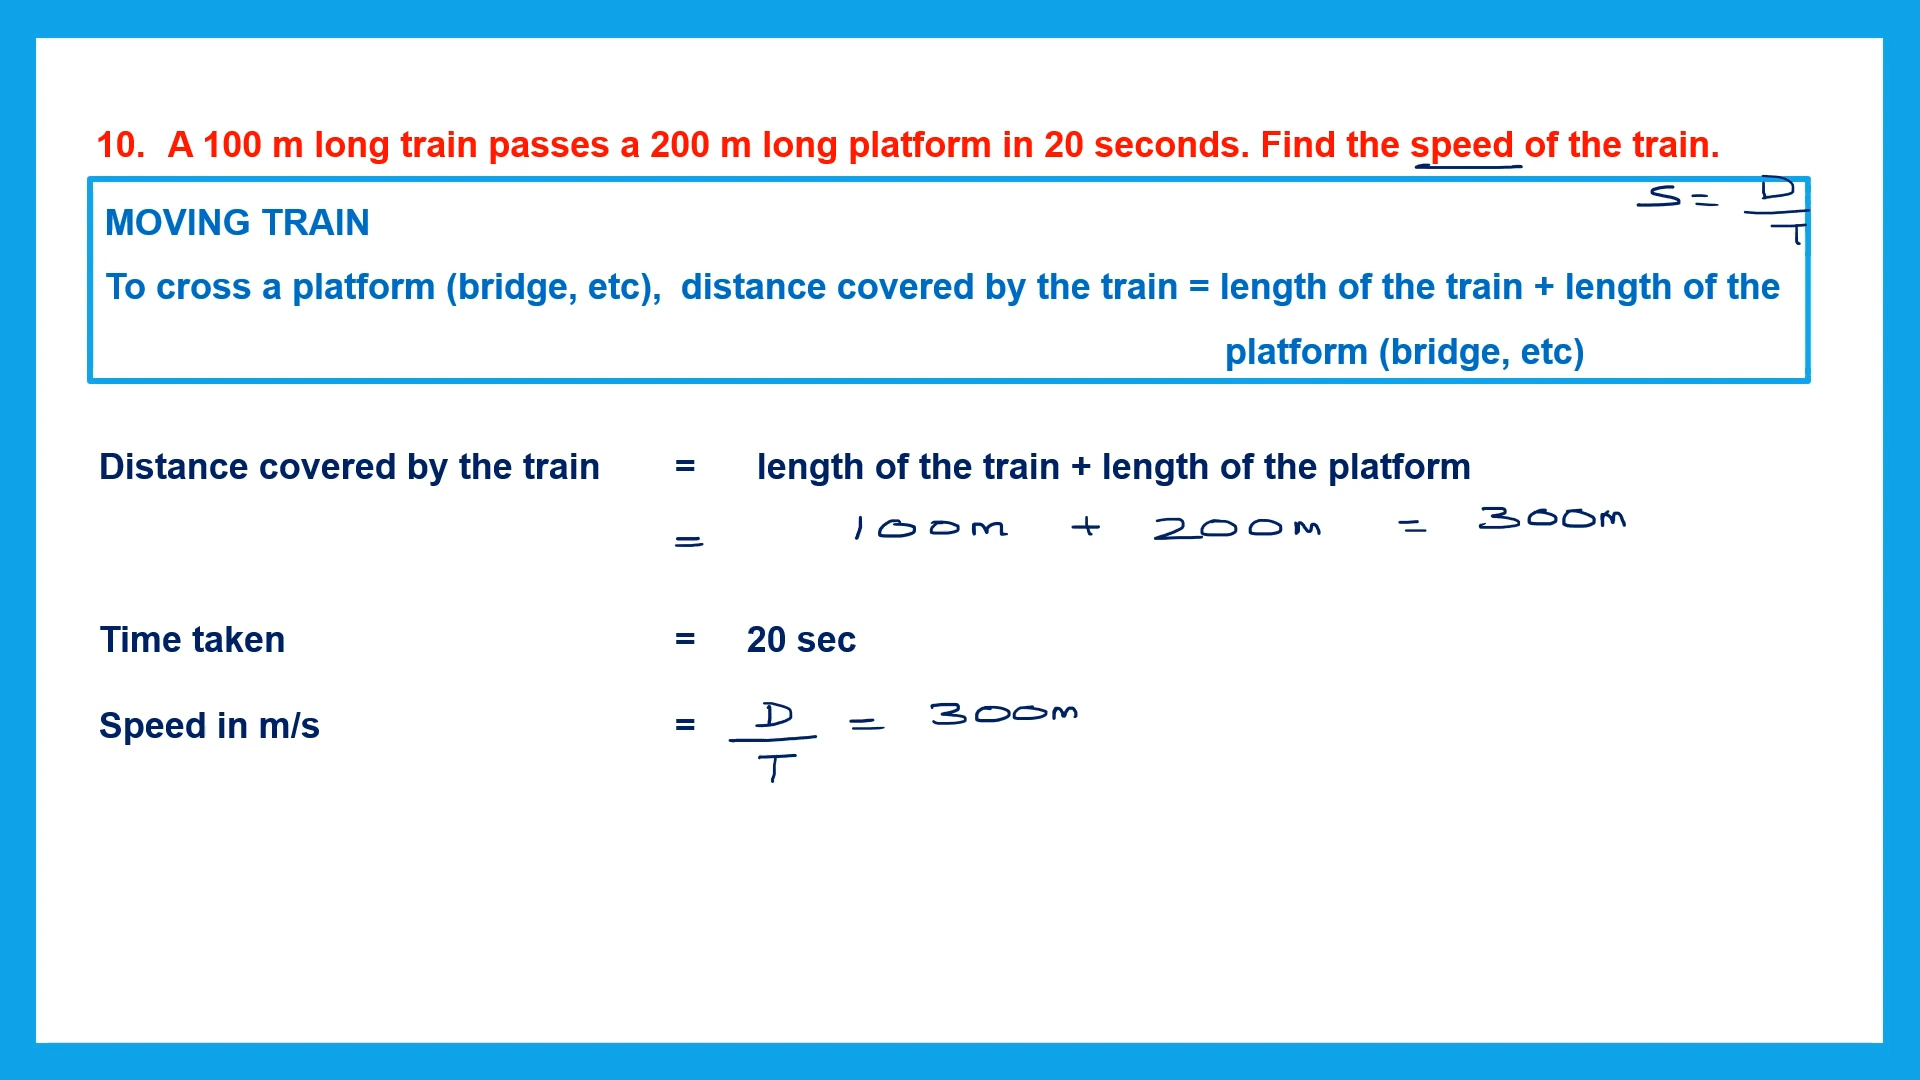 10. A 100 m long train passes a 200 m long platform in 20 seconds. Find the speed of the train.
S = D/T
MOVING TRAIN
To cross a platform (bridge, etc), distance covered by the train = length of the train + length of the
platform (bridge, etc)
Distance covered by the train = length of the train + length of the platform
= 100m + 200m = 300m
Time taken = 20 sec
Speed in m/s = D/T = 300m